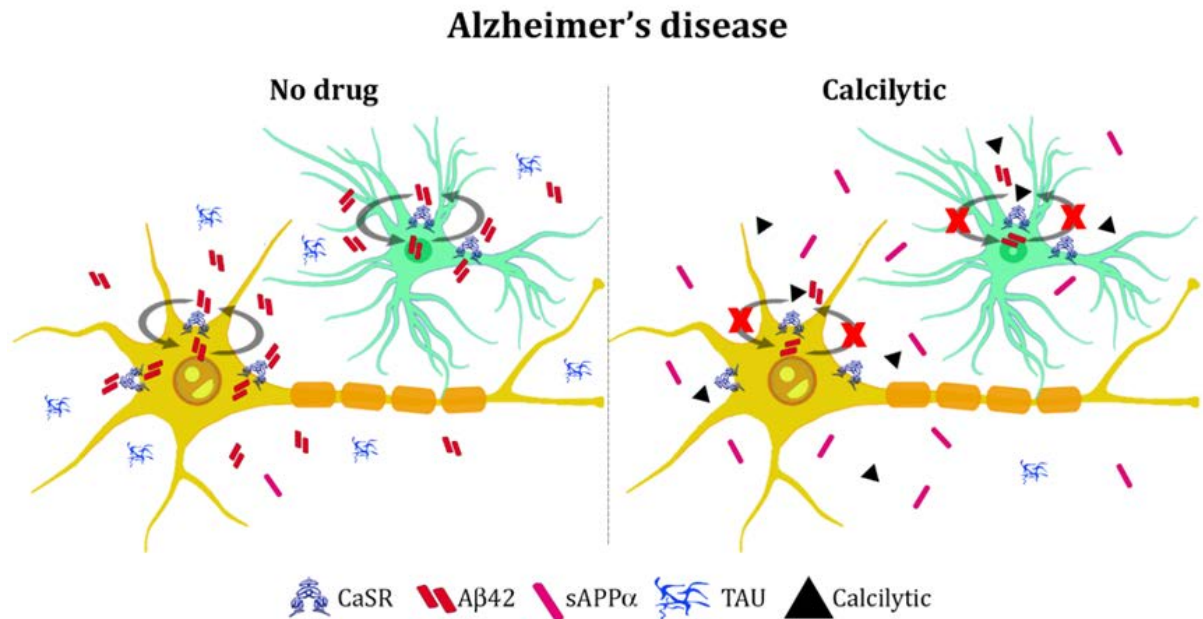 Alzheimer's disease
No drug
Calcilytic
X
X
X
X
CaSR
Aβ42
sAPPα
TAU
Calcilytic